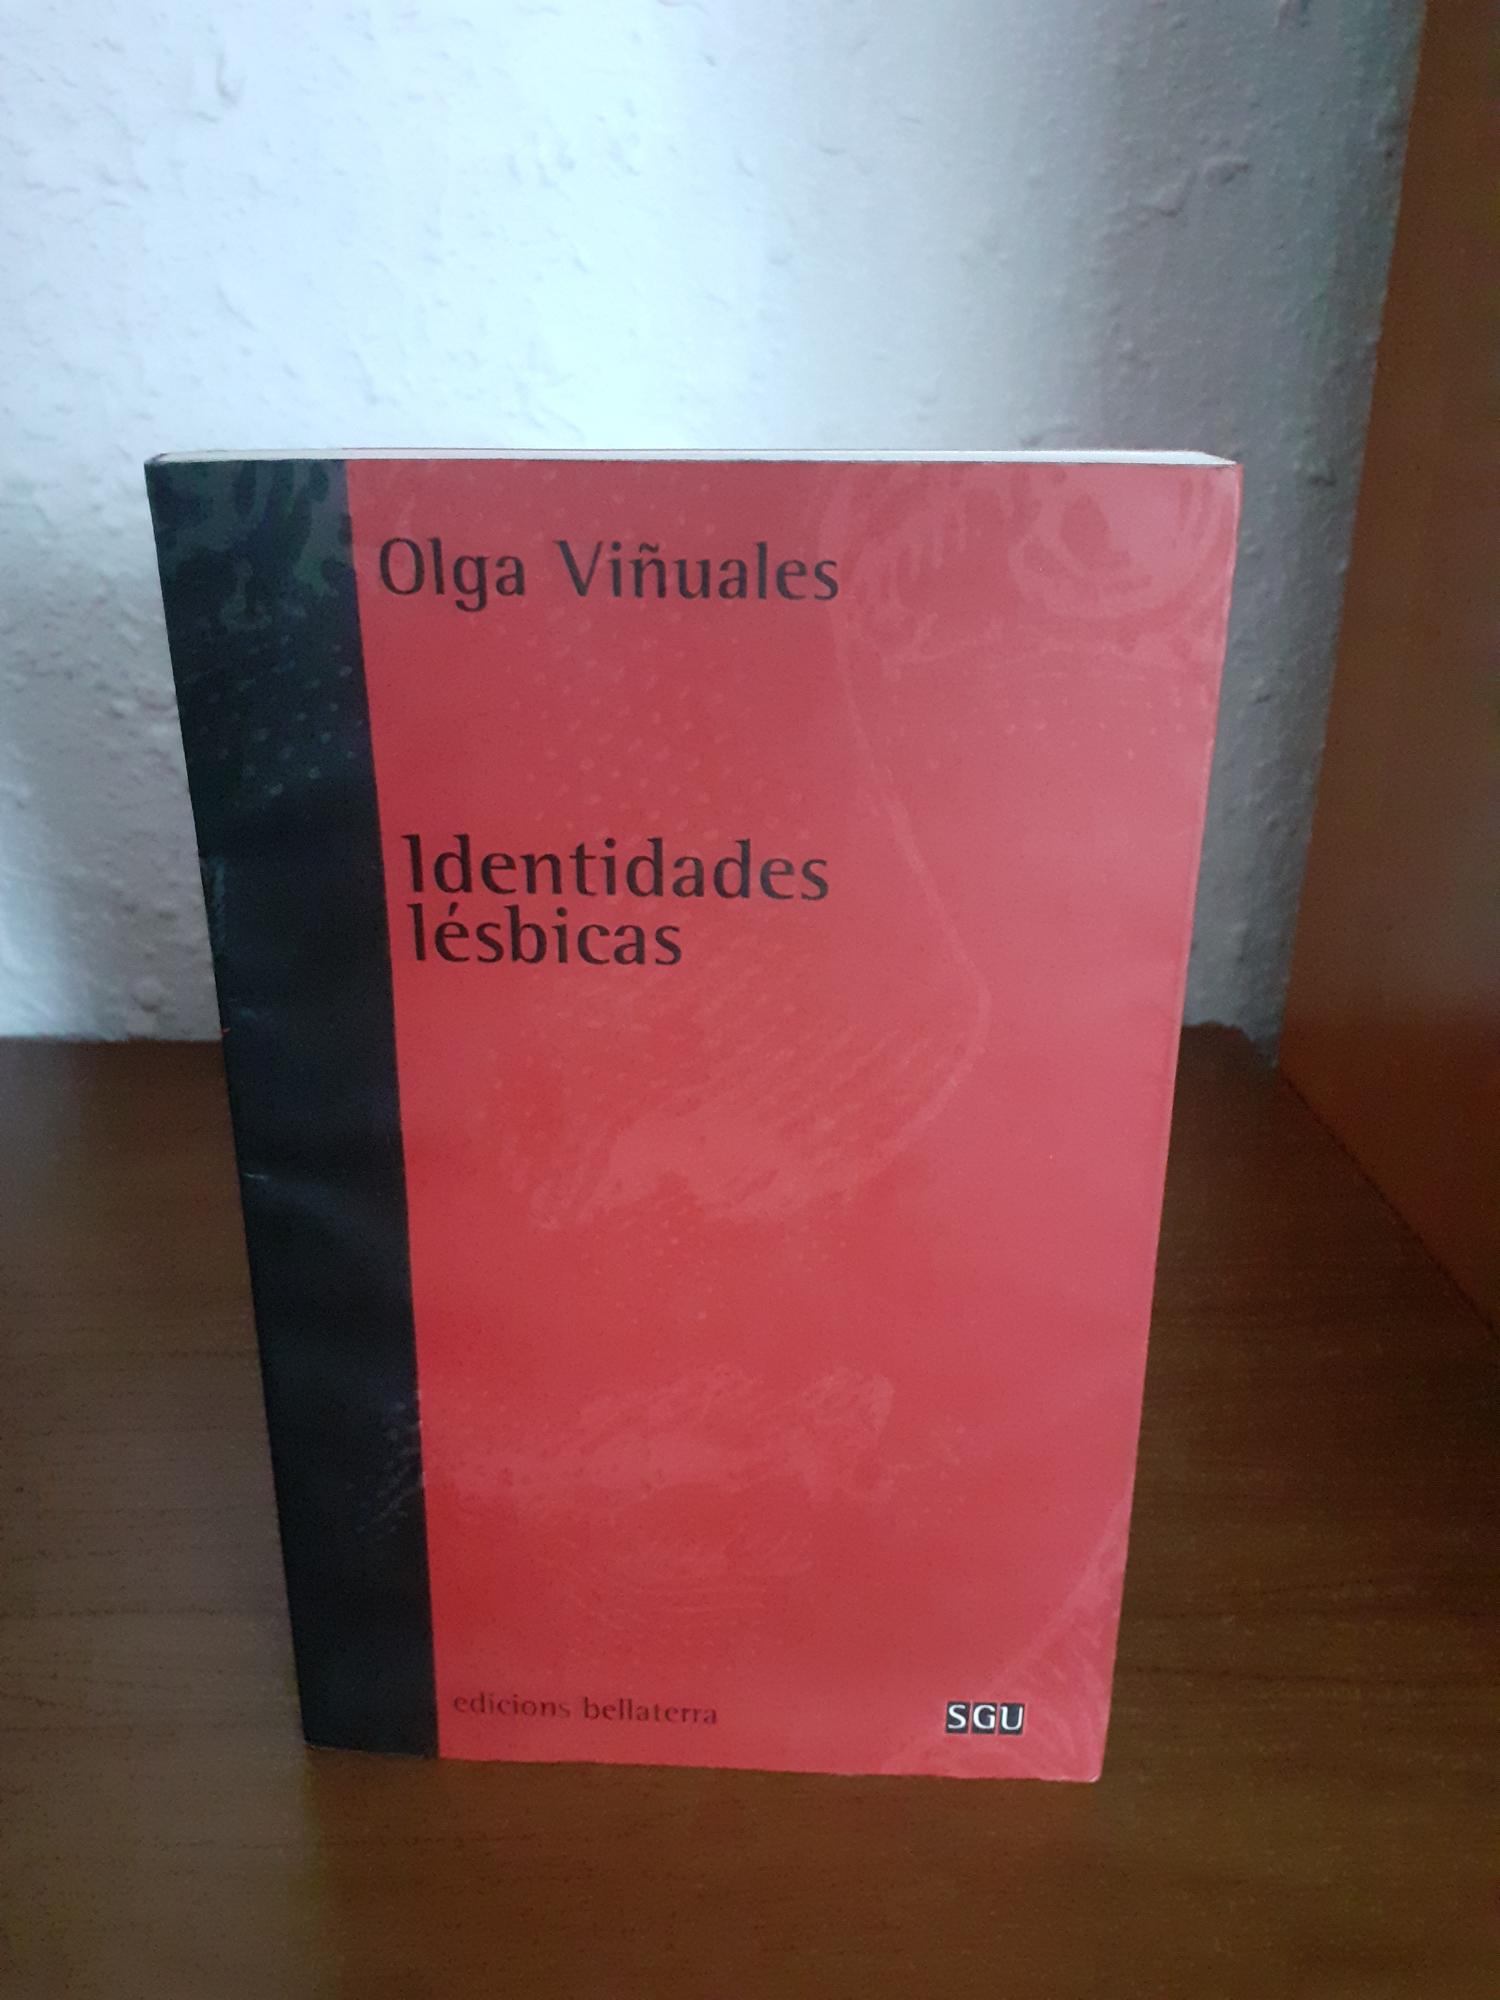 Olga Viñuales
Identidades
lésbicas
edicions bellaterra
SGU